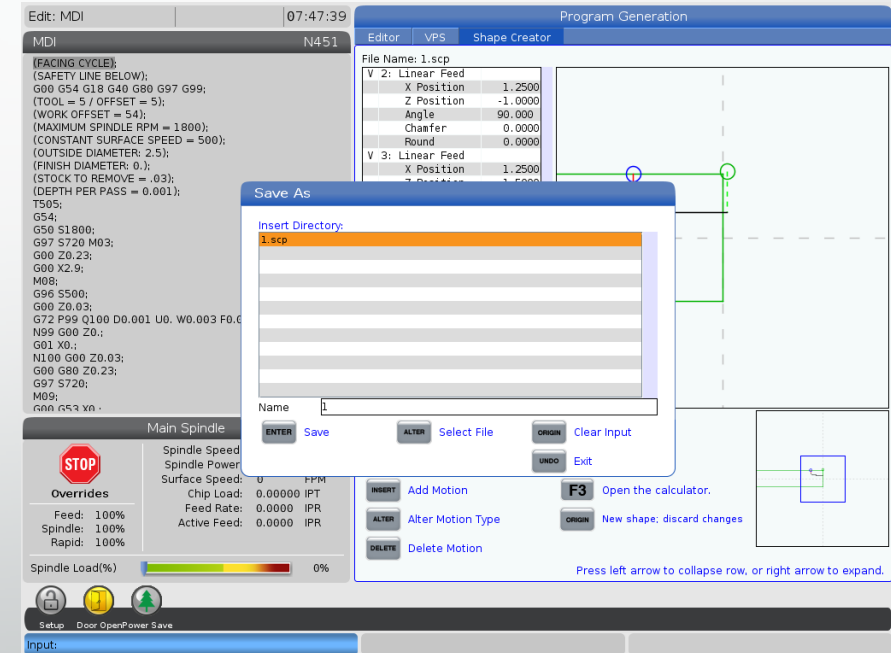 Edit: MDI
07:47:39
Program Generation
MDI
N451
Editor
VPS
Shape Creator
(FACING CYCLE);
(SAFETY LINE BELOW);
G00 G54 G18 G40 G80 G97 G99;
(TOOL = 5 / OFFSET = 5);
(WORK OFFSET = 54);
(MAXIMUM SPINDLE RPM = 1800);
(CONSTANT SURFACE SPEED = 500);
(OUTSIDE DIAMETER: 2.5);
(FINISH DIAMETER: 0.);
(STOCK TO REMOVE = .03);
(DEPTH PER PASS = 0.001);
T505;
G54;
G50 S1800;
G97 S720 M03;
G00 Z0.23;
G00 X2.9;
M08;
G96 S500;
G00 Z0.03;
G72 P99 Q100 D0.001 U0. W0.003 F0.0
N99 G00 Z0.;
G01 X0.;
N100 G00 Z0.03;
G00 G80 Z0.23;
G97 S720;
M09;
G00 G53 X0.;
File Name: 1.scp
V 2: Linear Feed
X Position 1.2500
Z Position -1.0000
Angle 90.000
Chamfer 0.0000
Round 0.0000
V 3: Linear Feed
X Position 1.2500
Save As
Insert Directory:
1.scp
Name 1
ENTER Save
ALTER Select File
ORIGIN Clear Input
UNDO Exit
Main Spindle
STOP
Overrides
Feed: 100%
Spindle: 100%
Rapid: 100%
Spindle Speed
Spindle Power
Surface Speed: 0 FPM
Chip Load: 0.00000 IPT
Feed Rate: 0.0000 IPR
Active Feed: 0.0000 IPR
Spindle Load(%)
0%
INSERT Add Motion
F3 Open the calculator.
ALTER Alter Motion Type
ORIGIN New shape; discard changes
DELETE Delete Motion
Press left arrow to collapse row, or right arrow to expand.
Setup
Door Open
Power Save
Input: